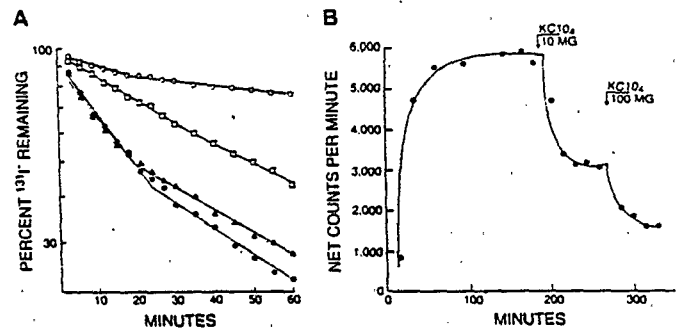 A
100
30
PERCENT ¹³¹I⁻ REMAINING
10 20 30 40 50 60
MINUTES
B
KClO₄
10 MG
KClO₄
100 MG
6,000
5,000
4,000
3,000
2,000
1,000
0
NET COUNTS PER MINUTE
0 100 200 300
MINUTES